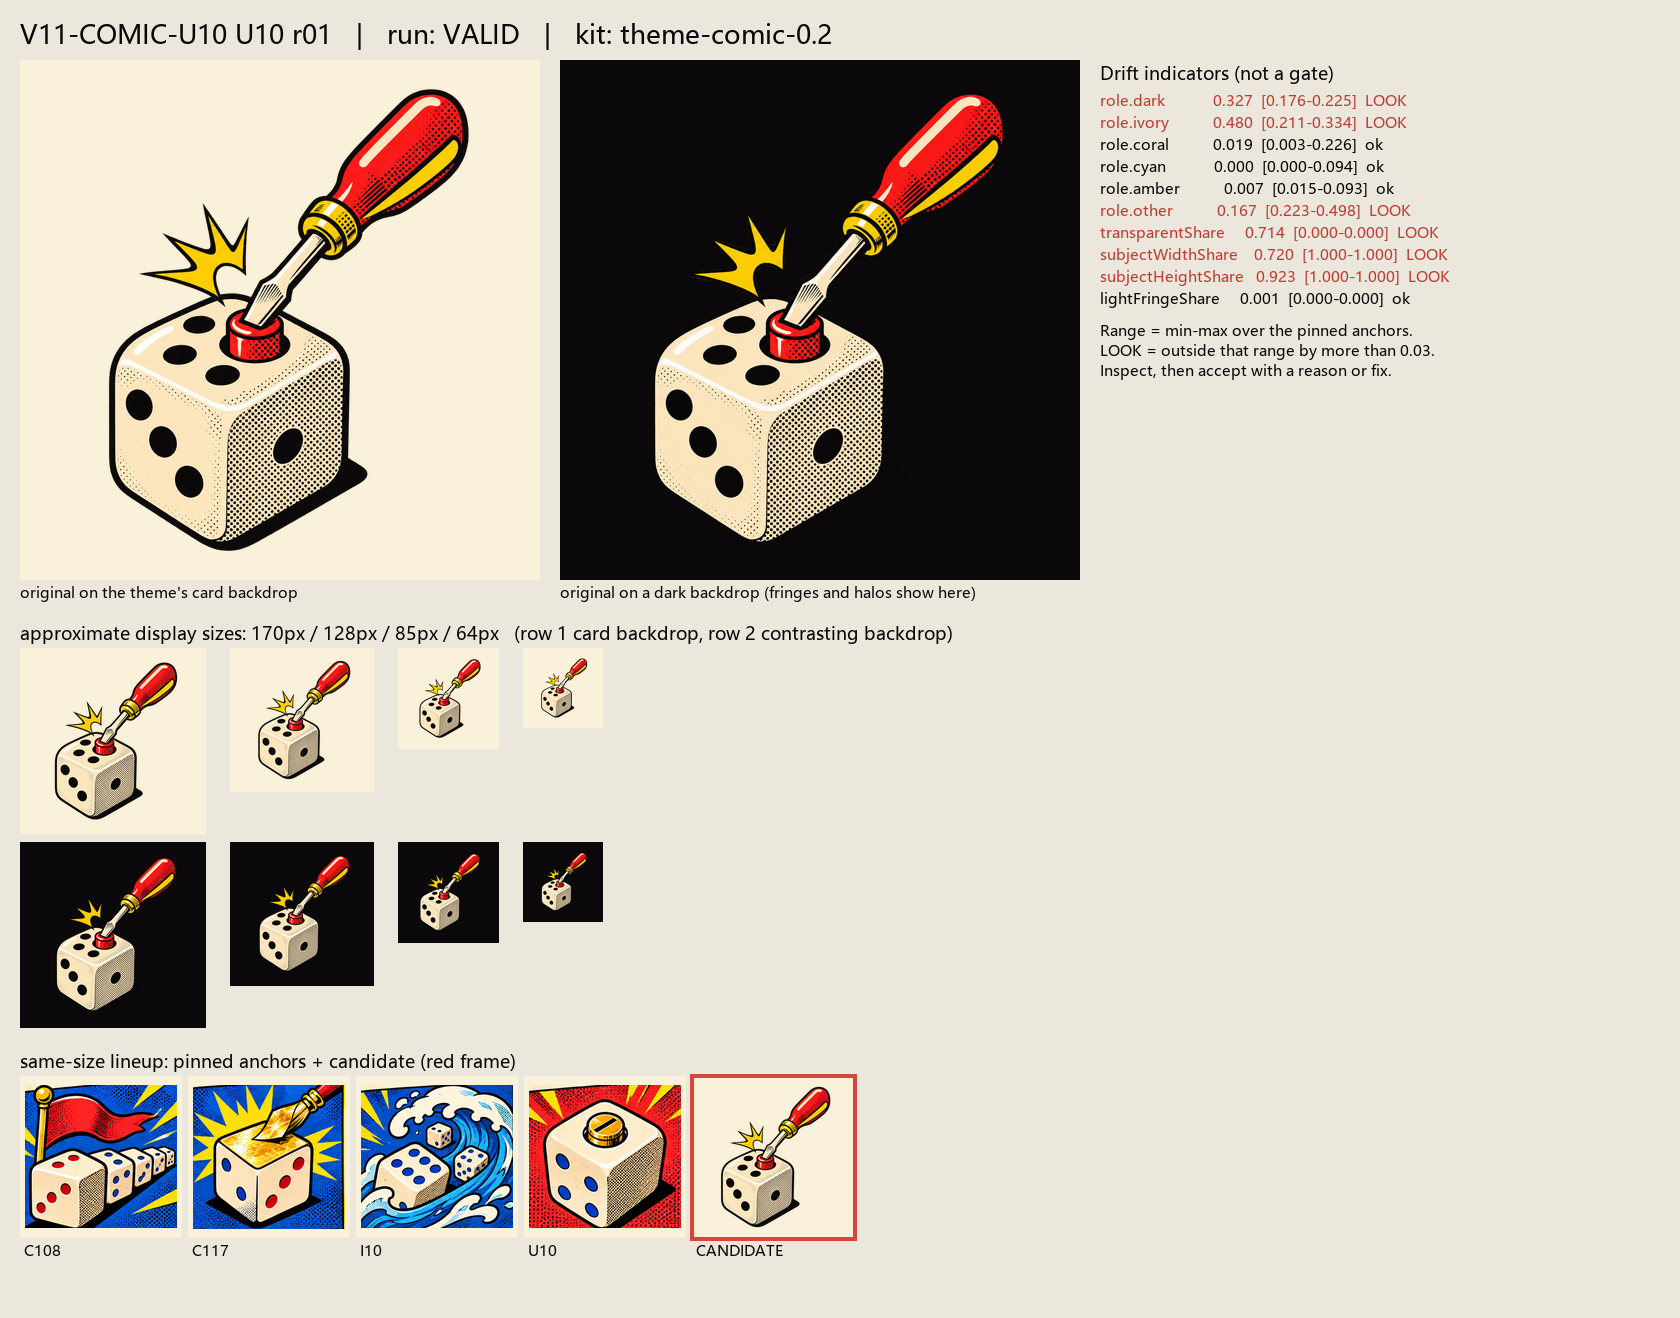 V11-COMIC-U10 U10 r01 | run: VALID | kit: theme-comic-0.2
Drift indicators (not a gate)
role.dark 0.327 [0.176-0.225] LOOK
role.ivory 0.480 [0.211-0.334] LOOK
role.coral 0.019 [0.003-0.226] ok
role.cyan 0.000 [0.000-0.094] ok
role.amber 0.007 [0.015-0.093] ok
role.other 0.167 [0.223-0.498] LOOK
transparentShare 0.714 [0.000-0.000] LOOK
subjectWidthShare 0.720 [1.000-1.000] LOOK
subjectHeightShare 0.923 [1.000-1.000] LOOK
lightFringeShare 0.001 [0.000-0.000] ok
Range = min-max over the pinned anchors.
LOOK = outside that range by more than 0.03.
Inspect, then accept with a reason or fix.
original on the theme's card backdrop
original on a dark backdrop (fringes and halos show here)
approximate display sizes: 170px / 128px / 85px / 64px (row 1 card backdrop, row 2 contrasting backdrop)
same-size lineup: pinned anchors + candidate (red frame)
C108
C117
I10
U10
CANDIDATE